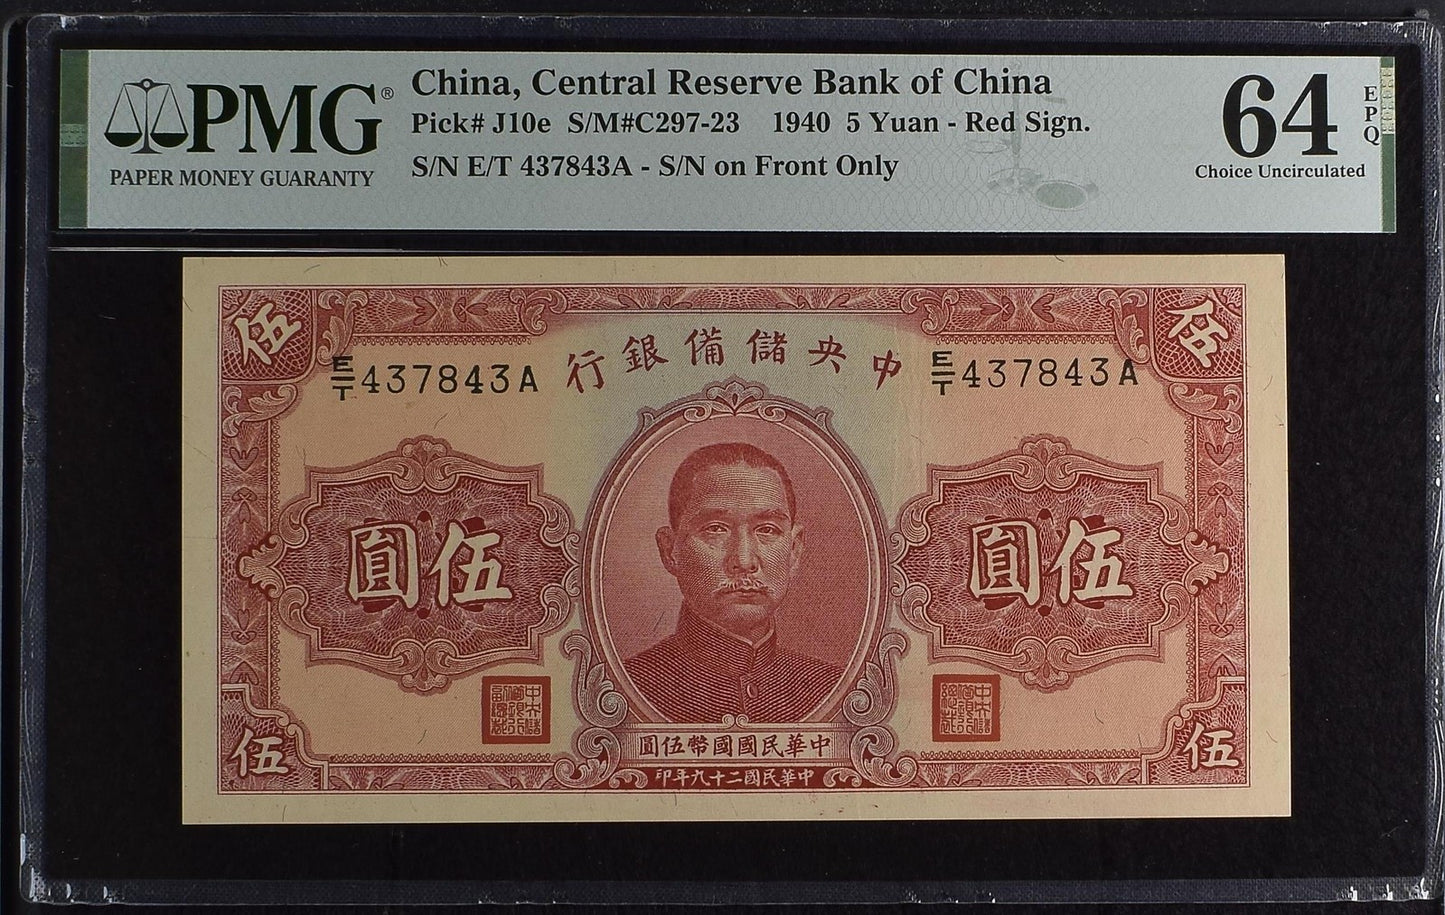 PMG®
PAPER MONEY GUARANTY
China, Central Reserve Bank of China
Pick# J10e S/M#C297-23 1940 5 Yuan - Red Sign.
S/N E/T 437843A - S/N on Front Only
64
EPQ
Choice Uncirculated
伍
伍
行銀備儲央中
E/T 437843A
E/T 437843A
圓伍
圓伍
圓伍幣國國民華中
印年九十二國民華中
伍
伍